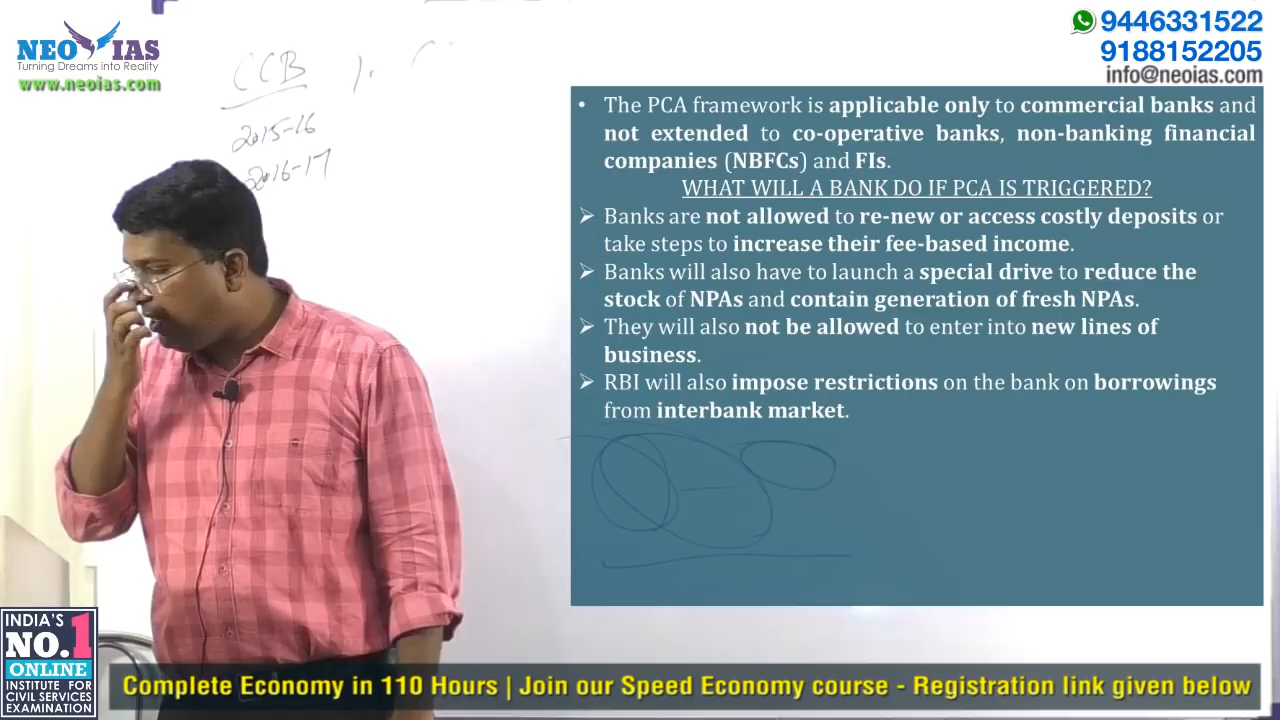 NEO IAS
Turning Dreams into Reality
www.neoias.com
9446331522
9188152205
info@neoias.com
CCB 1.
2015-16
2016-17
• The PCA framework is applicable only to commercial banks and
not extended to co-operative banks, non-banking financial
companies (NBFCs) and FIs.
WHAT WILL A BANK DO IF PCA IS TRIGGERED?
➢ Banks are not allowed to re-new or access costly deposits or
take steps to increase their fee-based income.
➢ Banks will also have to launch a special drive to reduce the
stock of NPAs and contain generation of fresh NPAs.
➢ They will also not be allowed to enter into new lines of
business.
➢ RBI will also impose restrictions on the bank on borrowings
from interbank market.
INDIA'S
NO.1
ONLINE
INSTITUTE FOR
CIVIL SERVICES
EXAMINATION
Complete Economy in 110 Hours | Join our Speed Economy course - Registration link given below